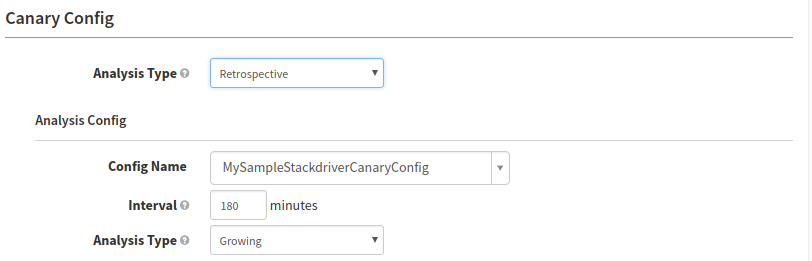 Canary Config
Analysis Type ? Retrospective
Analysis Config
Config Name MySampleStackdriverCanaryConfig
Interval ? 180 minutes
Analysis Type ? Growing